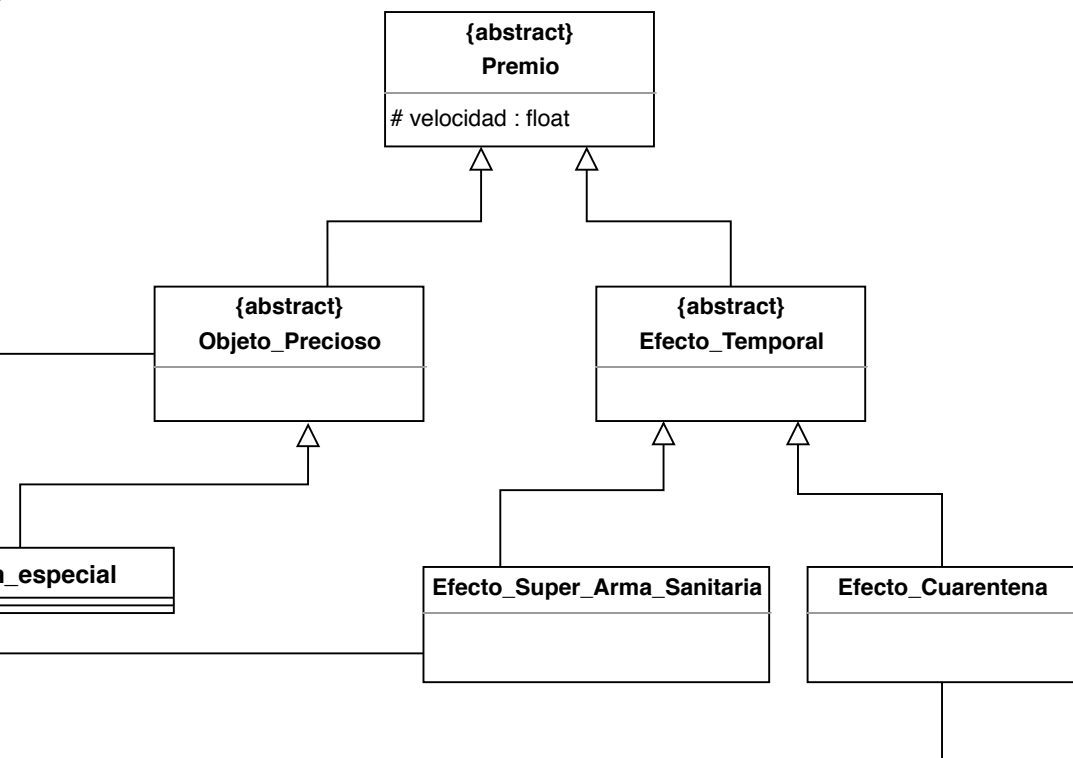 {abstract}
Premio
# velocidad : float
{abstract}
Objeto_Precioso
{abstract}
Efecto_Temporal
_especial
Efecto_Super_Arma_Sanitaria
Efecto_Cuarentena